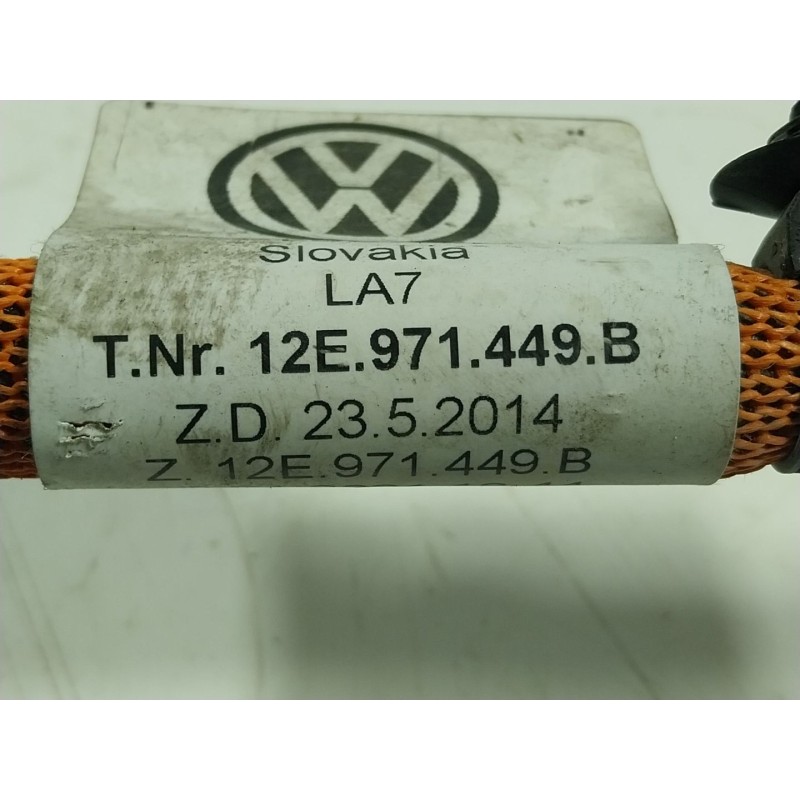 Slovakia
LA7
T.Nr. 12E.971.449.B
Z.D. 23.5.2014
Z. 12E.971.449.B